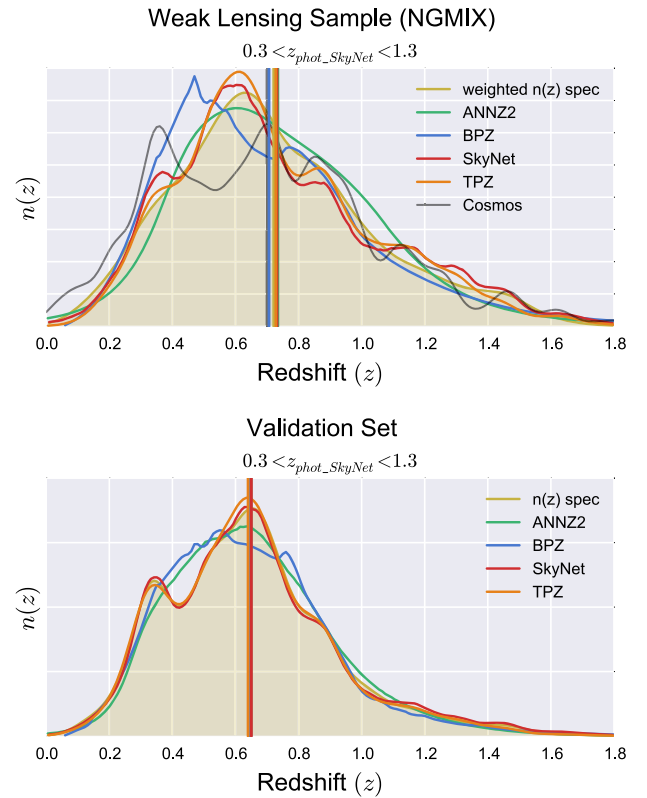 Weak Lensing Sample (NGMIX)
0.3 < z_phot_SkyNet < 1.3
n(z)
weighted n(z) spec
ANNZ2
BPZ
SkyNet
TPZ
Cosmos
0.0 0.2 0.4 0.6 0.8 1.0 1.2 1.4 1.6 1.8
Redshift (z)
Validation Set
0.3 < z_phot_SkyNet < 1.3
n(z)
n(z) spec
ANNZ2
BPZ
SkyNet
TPZ
0.0 0.2 0.4 0.6 0.8 1.0 1.2 1.4 1.6 1.8
Redshift (z)